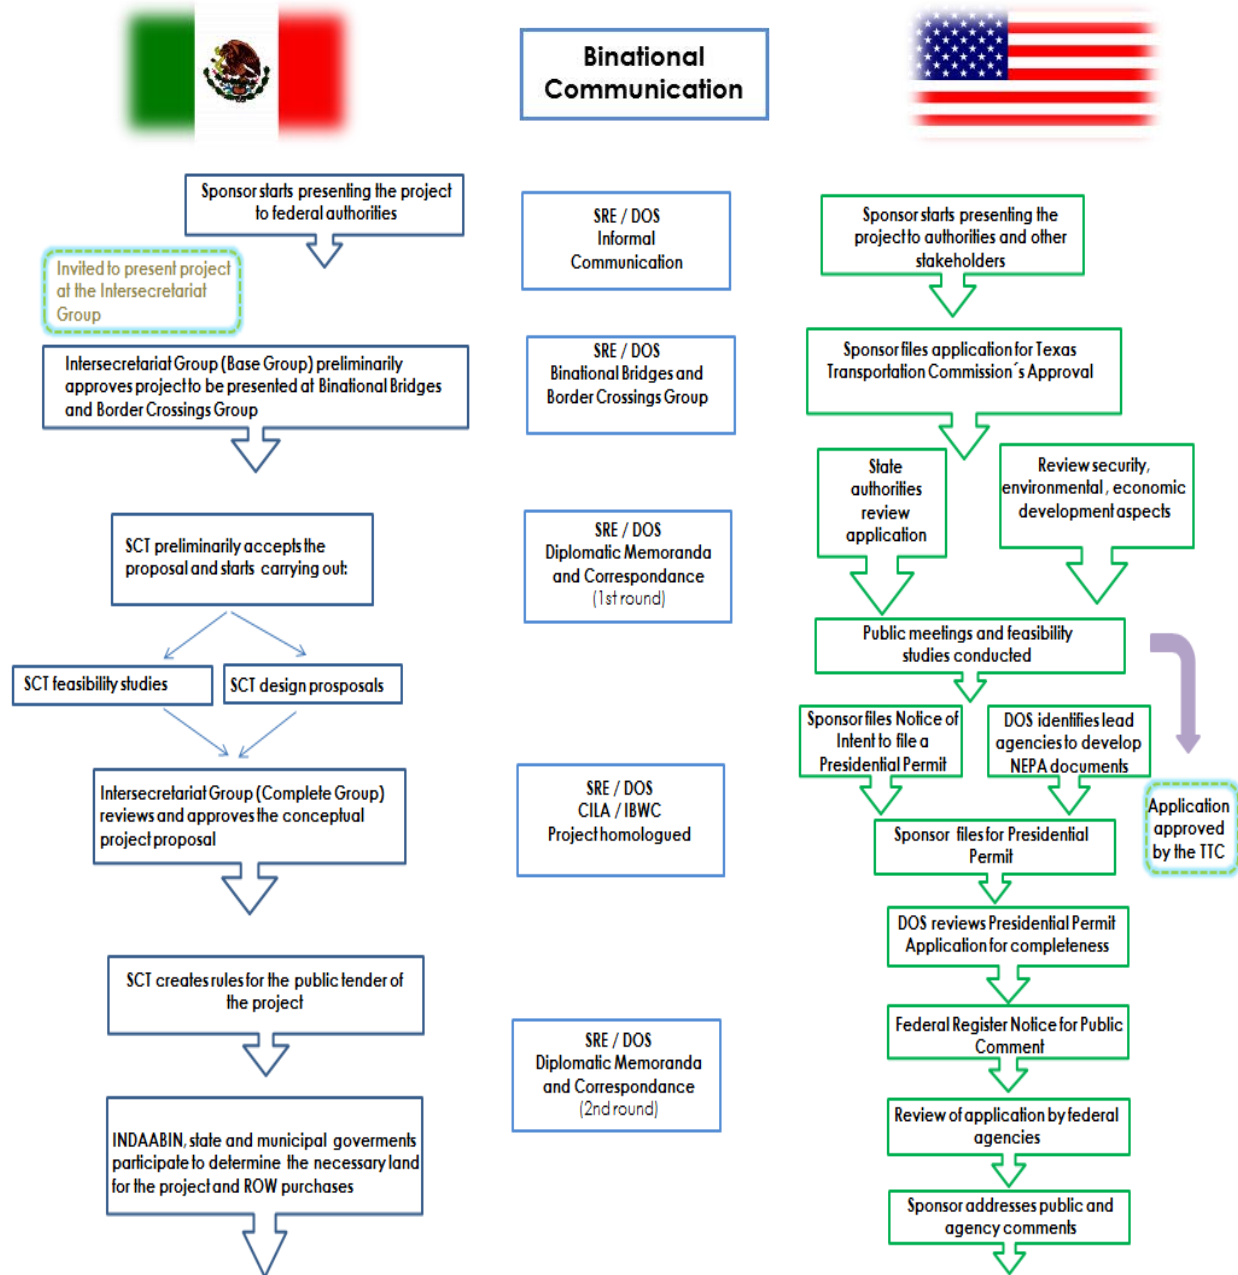 Binational
Communication
Sponsor starts presenting the project
to federal authorities
Invited to present project
at the Intersecretariat
Group
Intersecretariat Group (Base Group) preliminarily
approves project to be presented at Binational Bridges
and Border Crossings Group
SCT preliminarily accepts the
proposal and starts carrying out:
SCT feasibility studies
SCT design prosposals
Intersecretariat Group (Complete Group)
reviews and approves the conceptual
project proposal
SCT creates rules for the public tender of
the project
INDAABIN, state and municipal goverments
participate to determine the necessary land
for the project and ROW purchases
SRE / DOS
Informal
Communication
SRE / DOS
Binational Bridges and
Border Crossings Group
SRE / DOS
Diplomatic Memoranda
and Correspondance
(1st round)
SRE / DOS
CILA / IBWC
Project homologued
SRE / DOS
Diplomatic Memoranda
and Correspondance
(2nd round)
Sponsor starts presenting the
project to authorities and other
stakeholders
Sponsor files application for Texas
Transportation Commission´s Approval
State
authorities
review
application
Review security,
environmental , economic
development aspects
Public meetings and feasibility
studies conducted
Sponsor files Notice of
Intent to file a
Presidential Permit
DOS identifies lead
agencies to develop
NEPA documents
Application
approved
by the TTC
Sponsor files for Presidential
Permit
DOS reviews Presidential Permit
Application for completeness
Federal Register Notice for Public
Comment
Review of application by federal
agencies
Sponsor addresses public and
agency comments